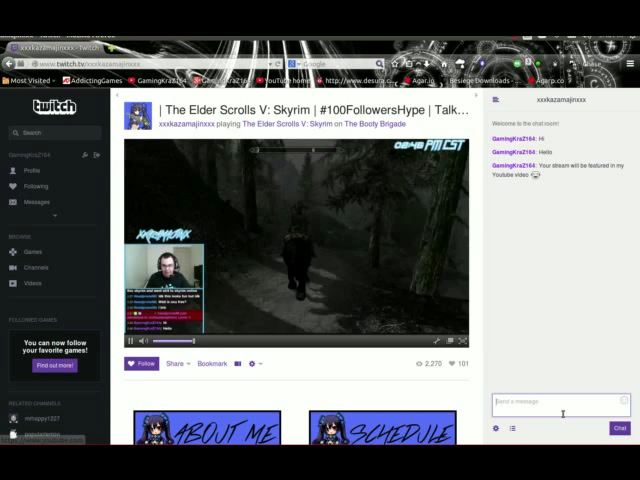 xxxkazamajinxxx - Twitch
www.twitch.tv/xxxkazamajinxxx
Google
Most Visited
AddictingGames
GamingKraZ164
GamingKraZ16
YouTube home
http://www.desura.c
Agar.io
Besiege Downloads -
Agarp.co
twitch
Search
GamingKraZ164
Profile
Following
Messages
BROWSE:
Games
Channels
Videos
FOLLOWED GAMES
You can now follow
your favorite games!
Find out more!
RELATED CHANNELS
mrhappy1227
| The Elder Scrolls V: Skyrim | #100FollowersHype | Talk...
xxxkazamajinxxx playing The Elder Scrolls V: Skyrim on The Booty Brigade
02:46 PM CST
Follow
Share
Bookmark
2,270
101
ABOUT ME
SCHEDULE
xxxkazamajinxxx
Welcome to the chat room!
GamingKraZ164: Hi
GamingKraZ164: Hello
GamingKraZ164: Your stream will be featured in my
Youtube video
Send a message
Chat